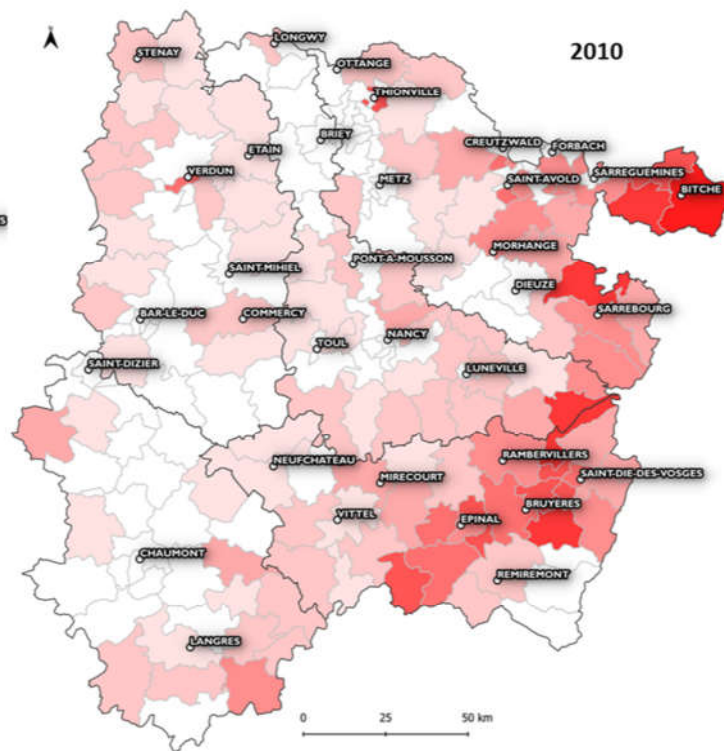 N
2010
LONGWY
STENAY
OTTANGE
THIONVILLE
BRIEY
CREUTZWALD
FORBACH
ETAIN
VERDUN
METZ
SAINT-AVOLD
SARREGUEMINES
BITCHE
S
MORHANGE
PONT-A-MOUSSON
SAINT-MIHIEL
DIEUZE
BAR-LE-DUC
COMMERCY
SARREBOURG
TOUL
NANCY
SAINT-DIZIER
LUNEVILLE
NEUFCHATEAU
RAMBERVILLERS
MIRECOURT
SAINT-DIE-DES-VOSGES
VITTEL
BRUYERES
EPINAL
CHAUMONT
REMIREMONT
LANGRES
0 25 50 km